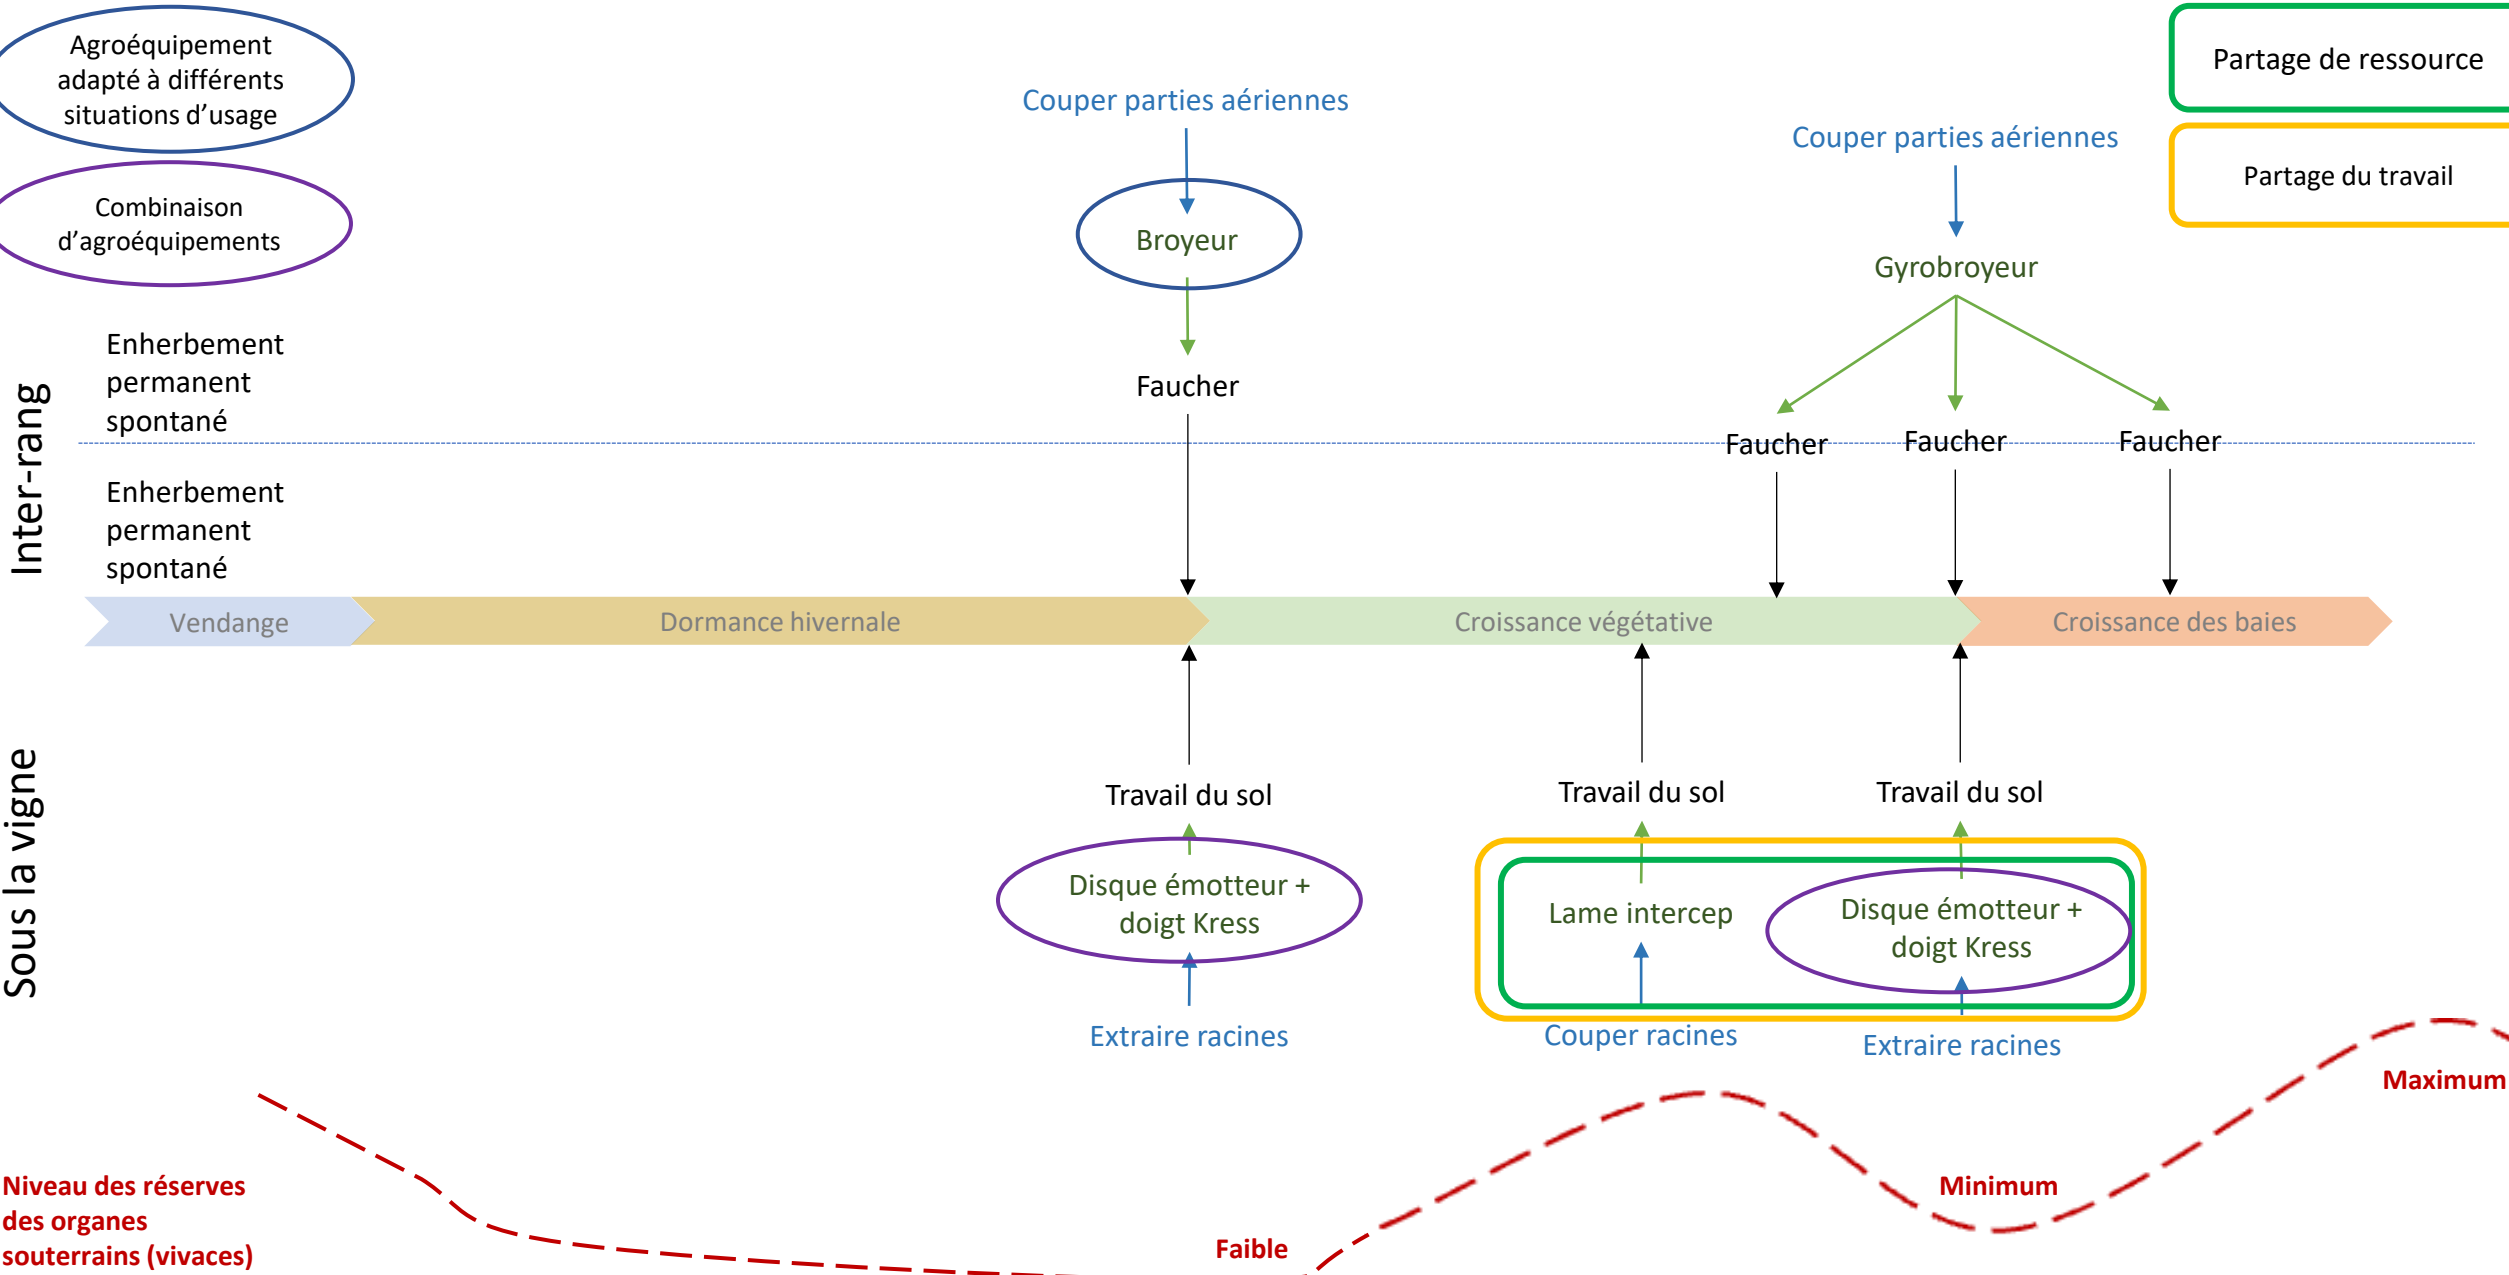 Agroéquipement
adapté à différents
situations d’usage
Combinaison
d’agroéquipements
Partage de ressource
Partage du travail
Couper parties aériennes
Broyeur
Faucher
Couper parties aériennes
Gyrobroyeur
Faucher
Faucher
Faucher
Inter-rang
Enherbement
permanent
spontané
Enherbement
permanent
spontané
Vendange
Dormance hivernale
Croissance végétative
Croissance des baies
Sous la vigne
Travail du sol
Disque émotteur +
doigt Kress
Extraire racines
Travail du sol
Lame intercep
Couper racines
Travail du sol
Disque émotteur +
doigt Kress
Extraire racines
Niveau des réserves
des organes
souterrains (vivaces)
Faible
Minimum
Maximum